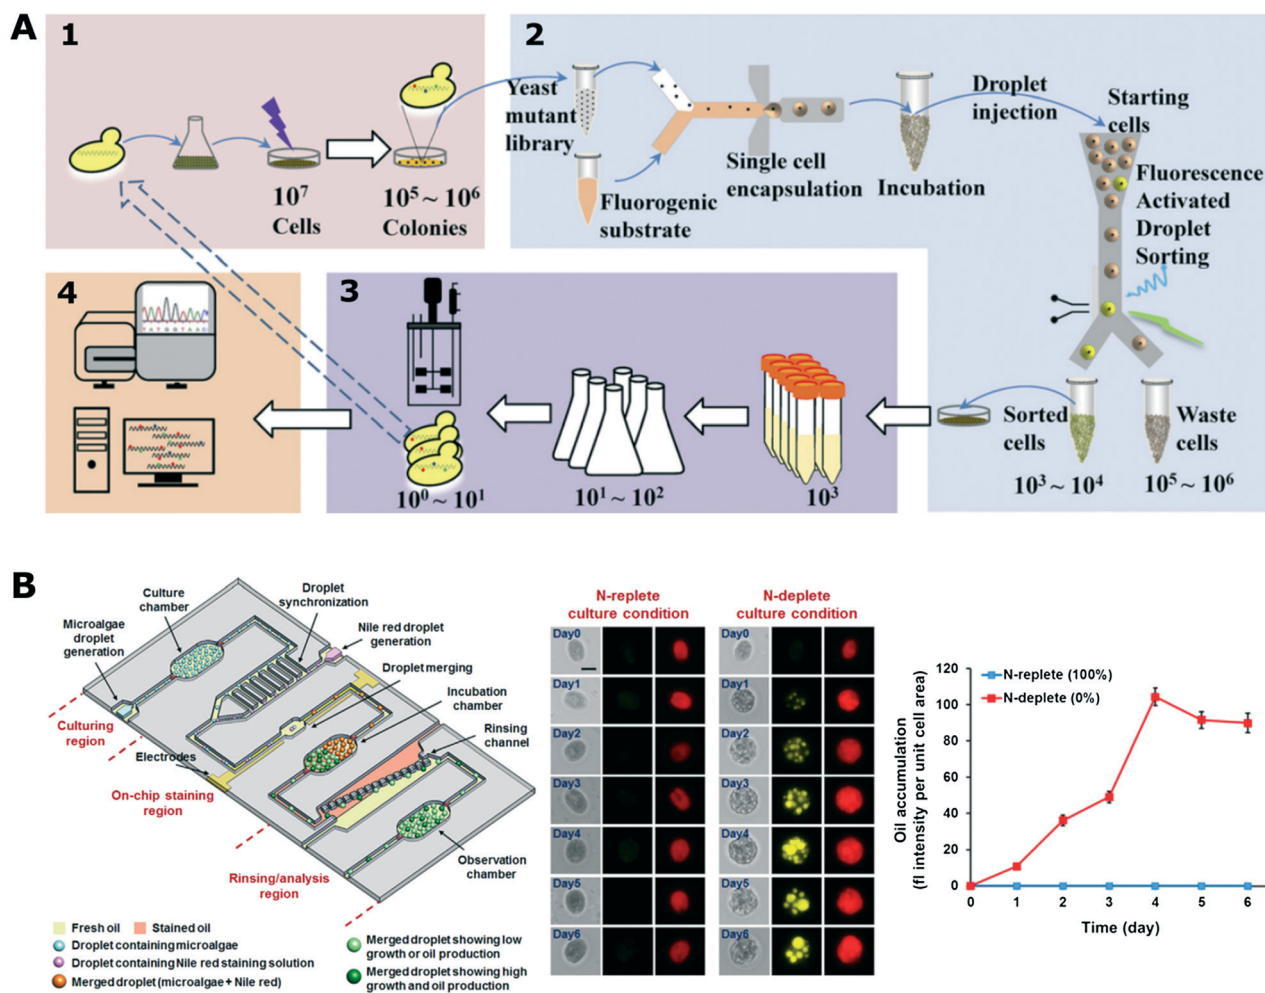 A
1
10⁷
Cells
10⁵ ~ 10⁶
Colonies
2
Yeast
mutant
library
Fluorogenic
substrate
Single cell
encapsulation
Incubation
Droplet
injection
Starting
cells
Fluorescence
Activated
Droplet
Sorting
Sorted
cells
10³ ~ 10⁴
Waste
cells
10⁵ ~ 10⁶
3
10⁰ ~ 10¹
10¹ ~ 10²
10³
4
B
Culture
chamber
Droplet
synchronization
Microalgae
droplet
generation
Nile red droplet
generation
Droplet merging
Incubation
chamber
Rinsing
channel
Culturing
region
Electrodes
On-chip staining
region
Rinsing/analysis
region
Observation
chamber
Fresh oil
Stained oil
Droplet containing microalgae
Droplet containing Nile red staining solution
Merged droplet (microalgae + Nile red)
Merged droplet showing low
growth or oil production
Merged droplet showing high
growth and oil production
N-replete
culture condition
Day0
Day1
Day2
Day3
Day4
Day5
Day6
N-deplete
culture condition
Day0
Day1
Day2
Day3
Day4
Day5
Day6
Oil accumulation
(fl intensity per unit cell area)
120
100
80
60
40
20
0
N-replete (100%)
N-deplete (0%)
0 1 2 3 4 5 6
Time (day)